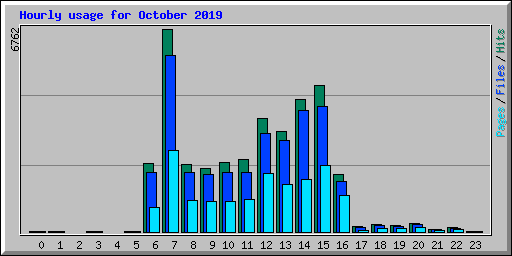 Hourly usage for October 2019
6762
Pages / Files / Hits
0 1 2 3 4 5 6 7 8 9 10 11 12 13 14 15 16 17 18 19 20 21 22 23